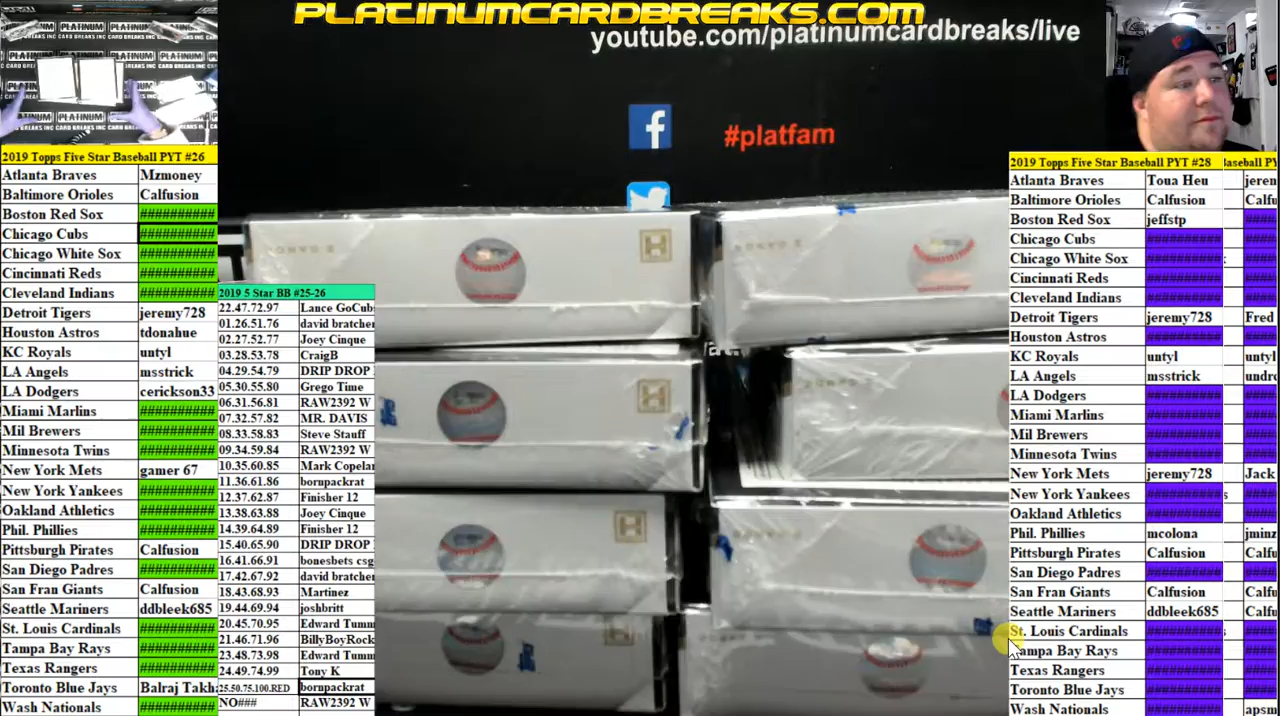 PLATINUMCARDBREAKS.COM
youtube.com/platinumcardbreaks/live
#platfam
2019 Topps Five Star Baseball PYT #26
Atlanta Braves Mzmoney
Baltimore Orioles Calfusion
Boston Red Sox ##########
Chicago Cubs ##########
Chicago White Sox ##########
Cincinnati Reds ##########
Cleveland Indians ##########
Detroit Tigers jeremy728
Houston Astros tdonahue
KC Royals untyl
LA Angels msstrick
LA Dodgers cerickson33
Miami Marlins ##########
Mil Brewers ##########
Minnesota Twins ##########
New York Mets gamer 67
New York Yankees ##########
Oakland Athletics ##########
Phil. Phillies ##########
Pittsburgh Pirates Calfusion
San Diego Padres ##########
San Fran Giants Calfusion
Seattle Mariners ddbleek685
St. Louis Cardinals ##########
Tampa Bay Rays ##########
Texas Rangers ##########
Toronto Blue Jays Balraj Takh
Wash Nationals ##########
2019 5 Star BB #25-26
22.47.72.97 Lance GoCubs
01.26.51.76 david bratcher
02.27.52.77 Joey Cinque
03.28.53.78 CraigB
04.29.54.79 DRIP DROP
05.30.55.80 Grego Time
06.31.56.81 RAW2392 W
07.32.57.82 MR. DAVIS
08.33.58.83 Steve Stauff
09.34.59.84 RAW2392 W
10.35.60.85 Mark Copelan
11.36.61.86 bornpackrat
12.37.62.87 Finisher 12
13.38.63.88 Joey Cinque
14.39.64.89 Finisher 12
15.40.65.90 DRIP DROP
16.41.66.91 bonesbets csg
17.42.67.92 david bratcher
18.43.68.93 Martinez
19.44.69.94 joshbritt
20.45.70.95 Edward Tumm
21.46.71.96 BillyBoyRock
23.48.73.98 Edward Tumm
24.49.74.99 Tony K
25.50.75.100.RED bornpackrat
NO### RAW2392 W
2019 Topps Five Star Baseball PYT #28 Baseball PY
Atlanta Braves Toua Heu jeren
Baltimore Orioles Calfusion Calfu
Boston Red Sox jeffstp ####
Chicago Cubs ########## ####
Chicago White Sox ########## ####
Cincinnati Reds ########## ####
Cleveland Indians ########## ####
Detroit Tigers jeremy728 Fred
Houston Astros ########## ####
KC Royals untyl untyl
LA Angels msstrick undro
LA Dodgers ########## ####
Miami Marlins ########## ####
Mil Brewers ########## ####
Minnesota Twins ########## ####
New York Mets jeremy728 Jack
New York Yankees ########## ####
Oakland Athletics ########## ####
Phil. Phillies mcolona jminz
Pittsburgh Pirates Calfusion Calfu
San Diego Padres ########## ####
San Fran Giants Calfusion Calfu
Seattle Mariners ddbleek685 Calfu
St. Louis Cardinals ########## ####
Tampa Bay Rays ########## ####
Texas Rangers ########## ####
Toronto Blue Jays ########## ####
Wash Nationals ########## apsm